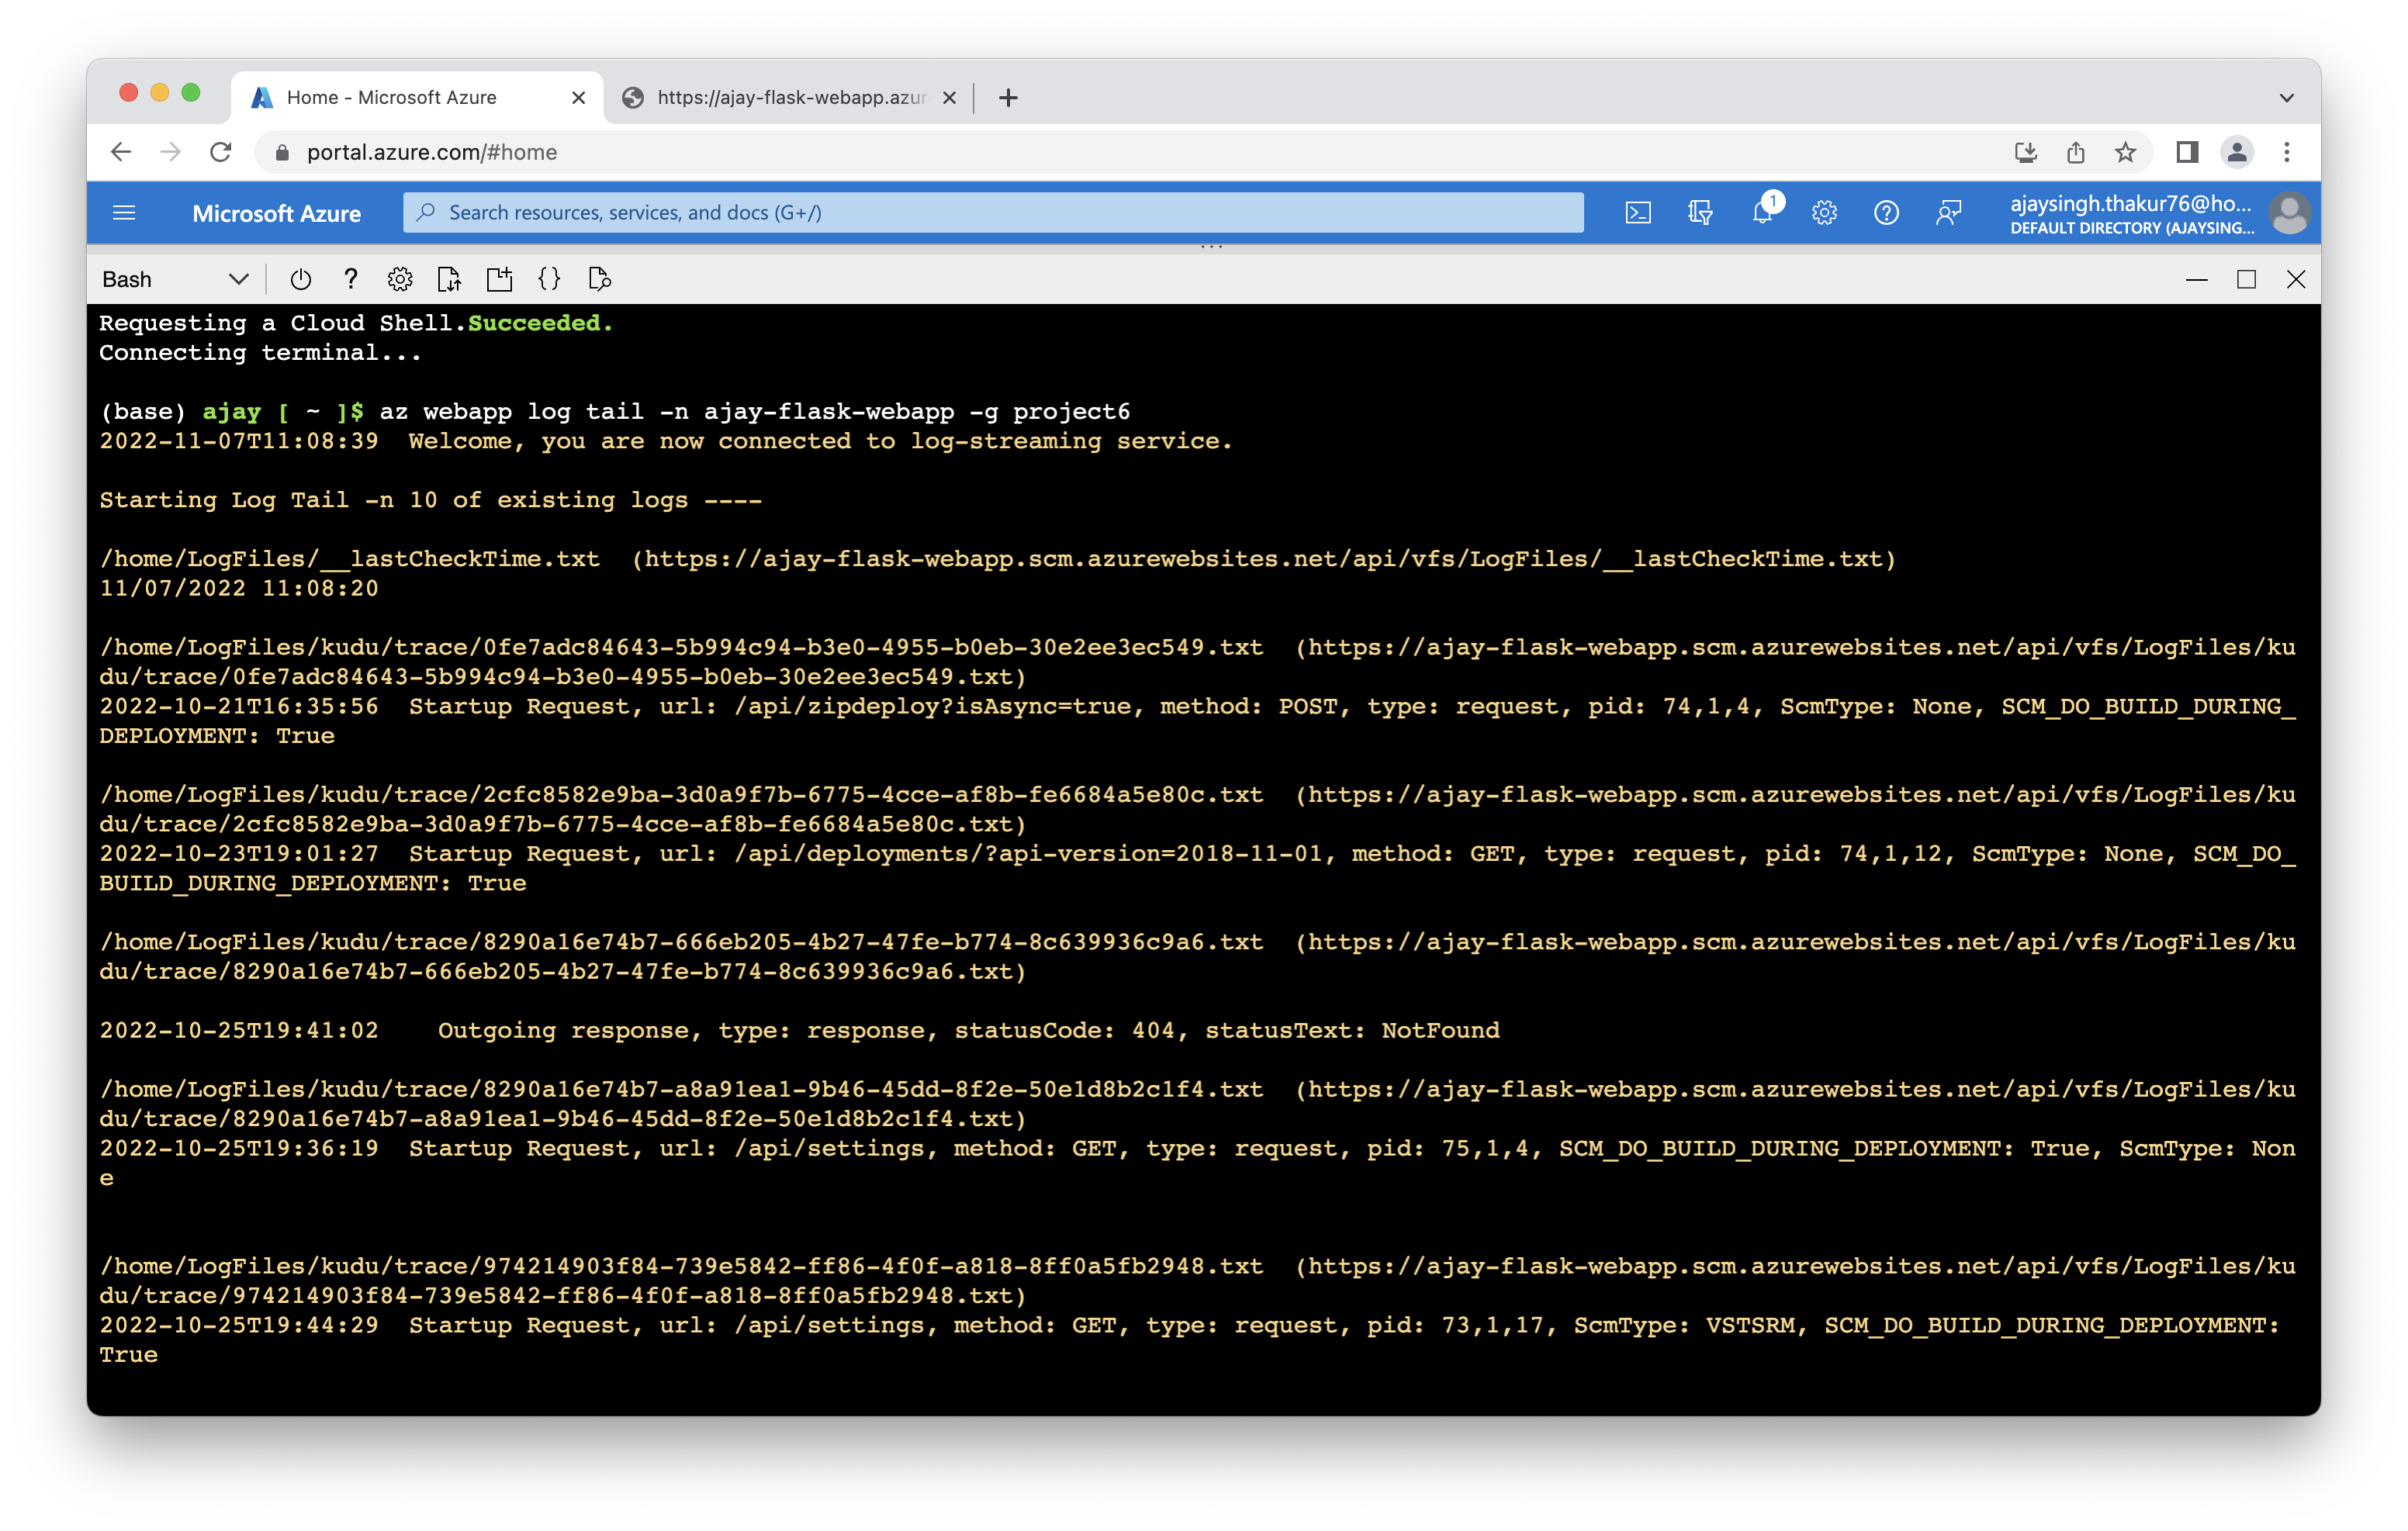 Home - Microsoft Azure
https://ajay-flask-webapp.azur
portal.azure.com/#home
Microsoft Azure
Search resources, services, and docs (G+/)
1
ajaysingh.thakur76@ho...
DEFAULT DIRECTORY (AJAYSING...
Bash
Requesting a Cloud Shell.Succeeded.
Connecting terminal...
(base) ajay [ ~ ]$ az webapp log tail -n ajay-flask-webapp -g project6
2022-11-07T11:08:39  Welcome, you are now connected to log-streaming service.
Starting Log Tail -n 10 of existing logs ----
/home/LogFiles/__lastCheckTime.txt  (https://ajay-flask-webapp.scm.azurewebsites.net/api/vfs/LogFiles/__lastCheckTime.txt)
11/07/2022 11:08:20
/home/LogFiles/kudu/trace/0fe7adc84643-5b994c94-b3e0-4955-b0eb-30e2ee3ec549.txt  (https://ajay-flask-webapp.scm.azurewebsites.net/api/vfs/LogFiles/ku
du/trace/0fe7adc84643-5b994c94-b3e0-4955-b0eb-30e2ee3ec549.txt)
2022-10-21T16:35:56  Startup Request, url: /api/zipdeploy?isAsync=true, method: POST, type: request, pid: 74,1,4, ScmType: None, SCM_DO_BUILD_DURING_
DEPLOYMENT: True
/home/LogFiles/kudu/trace/2cfc8582e9ba-3d0a9f7b-6775-4cce-af8b-fe6684a5e80c.txt  (https://ajay-flask-webapp.scm.azurewebsites.net/api/vfs/LogFiles/ku
du/trace/2cfc8582e9ba-3d0a9f7b-6775-4cce-af8b-fe6684a5e80c.txt)
2022-10-23T19:01:27  Startup Request, url: /api/deployments/?api-version=2018-11-01, method: GET, type: request, pid: 74,1,12, ScmType: None, SCM_DO_
BUILD_DURING_DEPLOYMENT: True
/home/LogFiles/kudu/trace/8290a16e74b7-666eb205-4b27-47fe-b774-8c639936c9a6.txt  (https://ajay-flask-webapp.scm.azurewebsites.net/api/vfs/LogFiles/ku
du/trace/8290a16e74b7-666eb205-4b27-47fe-b774-8c639936c9a6.txt)
2022-10-25T19:41:02    Outgoing response, type: response, statusCode: 404, statusText: NotFound
/home/LogFiles/kudu/trace/8290a16e74b7-a8a91ea1-9b46-45dd-8f2e-50e1d8b2c1f4.txt  (https://ajay-flask-webapp.scm.azurewebsites.net/api/vfs/LogFiles/ku
du/trace/8290a16e74b7-a8a91ea1-9b46-45dd-8f2e-50e1d8b2c1f4.txt)
2022-10-25T19:36:19  Startup Request, url: /api/settings, method: GET, type: request, pid: 75,1,4, SCM_DO_BUILD_DURING_DEPLOYMENT: True, ScmType: Non
e
/home/LogFiles/kudu/trace/974214903f84-739e5842-ff86-4f0f-a818-8ff0a5fb2948.txt  (https://ajay-flask-webapp.scm.azurewebsites.net/api/vfs/LogFiles/ku
du/trace/974214903f84-739e5842-ff86-4f0f-a818-8ff0a5fb2948.txt)
2022-10-25T19:44:29  Startup Request, url: /api/settings, method: GET, type: request, pid: 73,1,17, ScmType: VSTSRM, SCM_DO_BUILD_DURING_DEPLOYMENT:
True